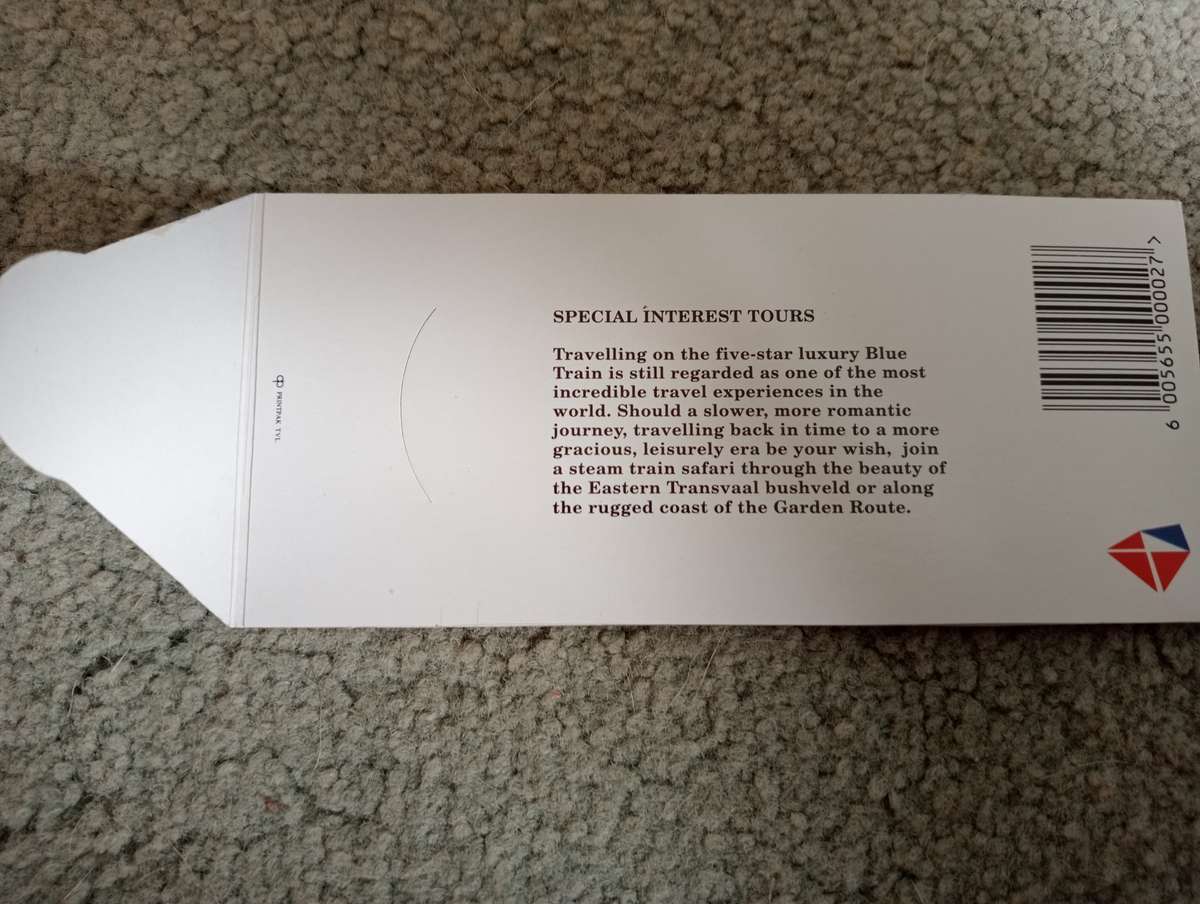 SPECIAL INTEREST TOURS
Travelling on the five-star luxury Blue
Train is still regarded as one of the most
incredible travel experiences in the
world. Should a slower, more romantic
journey, travelling back in time to a more
gracious, leisurely era be your wish, join
a steam train safari through the beauty of
the Eastern Transvaal bushveld or along
the rugged coast of the Garden Route.
PRINTPAK TVL
6 005655 000027 >